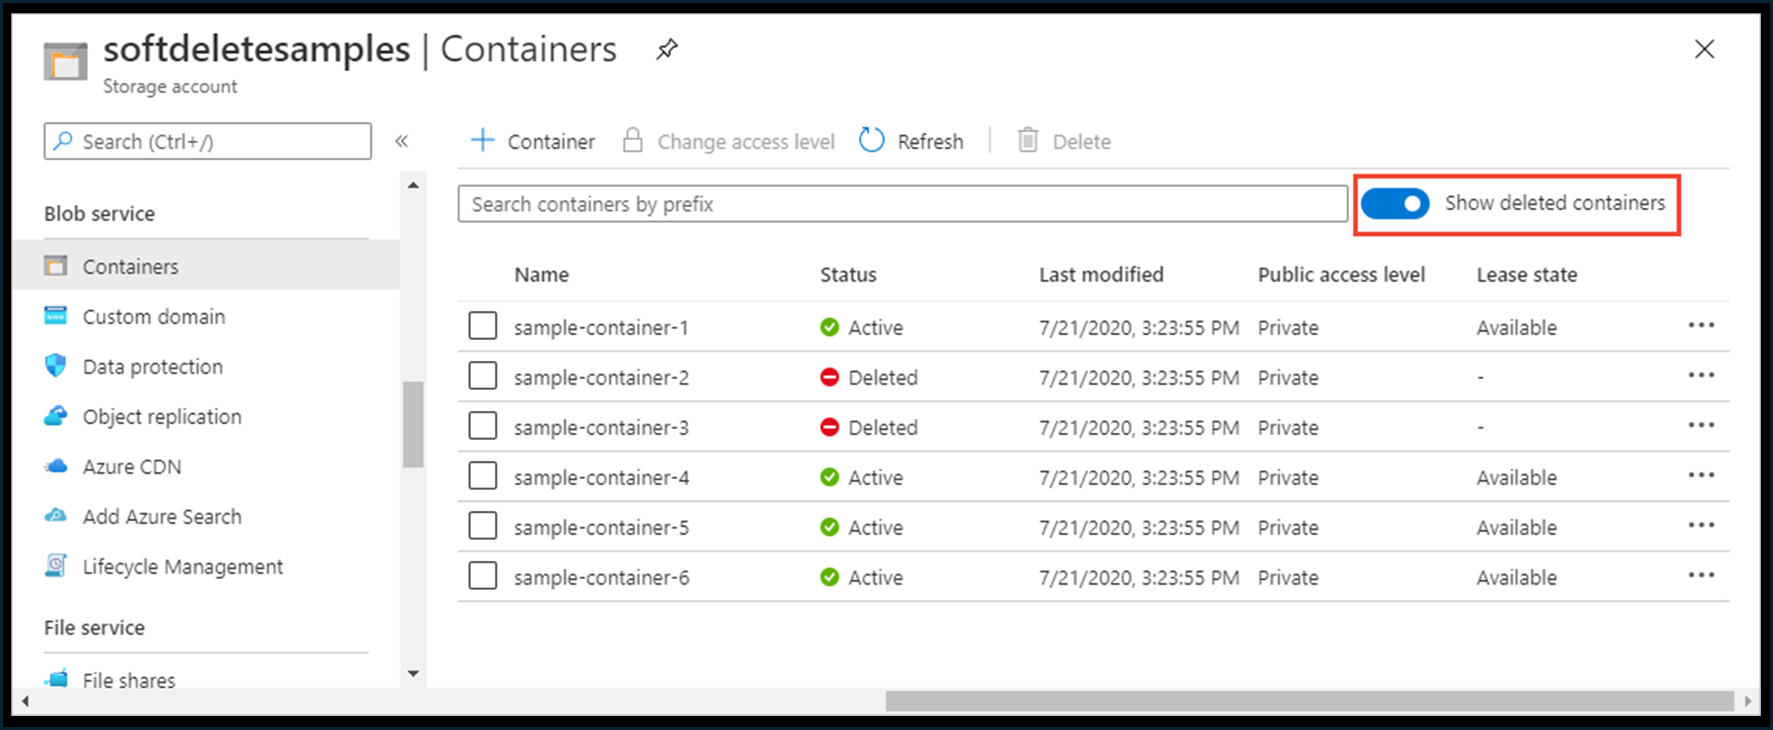 softdeletesamples | Containers
Storage account
Search (Ctrl+/)
Blob service
Containers
Custom domain
Data protection
Object replication
Azure CDN
Add Azure Search
Lifecycle Management
File service
File shares
Container Change access level Refresh Delete
Search containers by prefix Show deleted containers
Name Status Last modified Public access level Lease state
sample-container-1 Active 7/21/2020, 3:23:55 PM Private Available
sample-container-2 Deleted 7/21/2020, 3:23:55 PM Private -
sample-container-3 Deleted 7/21/2020, 3:23:55 PM Private -
sample-container-4 Active 7/21/2020, 3:23:55 PM Private Available
sample-container-5 Active 7/21/2020, 3:23:55 PM Private Available
sample-container-6 Active 7/21/2020, 3:23:55 PM Private Available